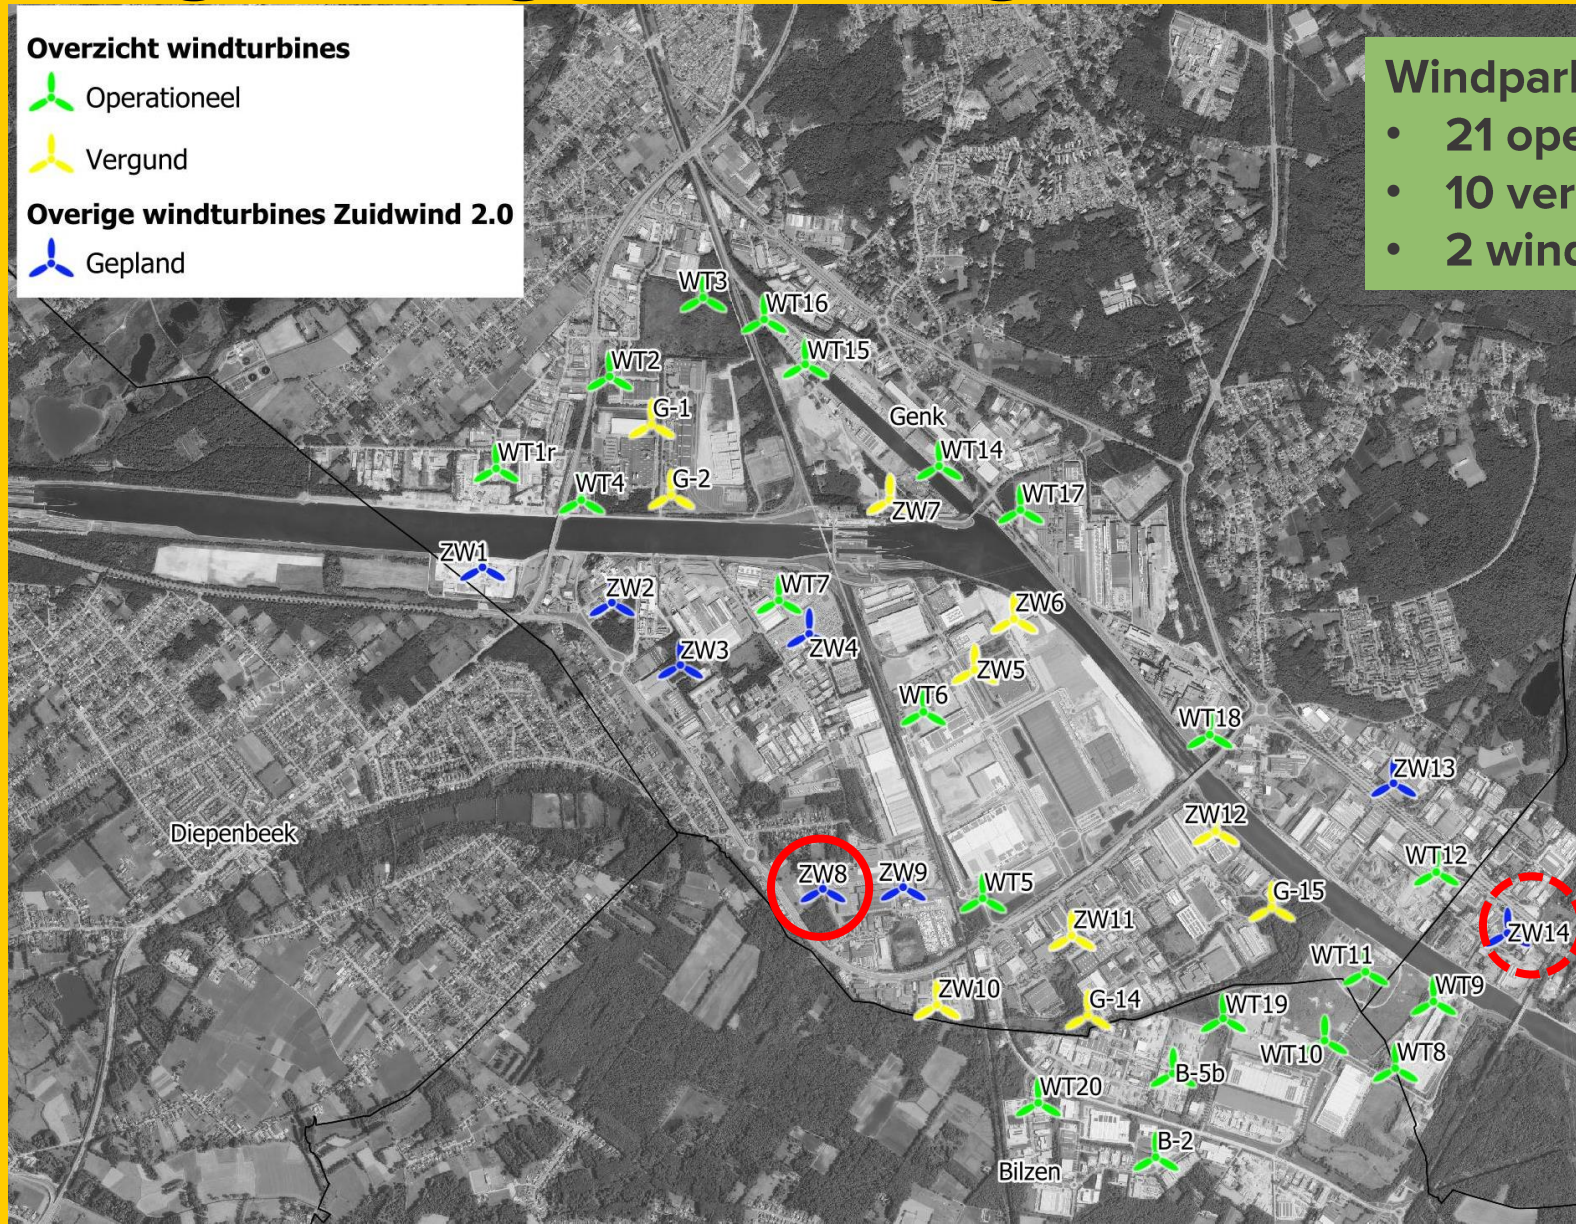 Overzicht windturbines
Operationeel
Vergund
Overige windturbines Zuidwind 2.0
Gepland
Windpark
• 21 ope
• 10 ver
• 2 wind
WT3
WT16
WT15
WT2
G-1
Genk
WT1r
WT4
G-2
WT14
ZW7
WT17
ZW1
ZW2
WT7
ZW6
ZW3
ZW4
ZW5
WT6
WT18
ZW13
Diepenbeek
ZW12
WT12
ZW8
ZW9
WT5
G-15
ZW11
ZW14
WT11
ZW10
G-14
WT19
WT9
WT10
WT8
B-5b
WT20
B-2
Bilzen